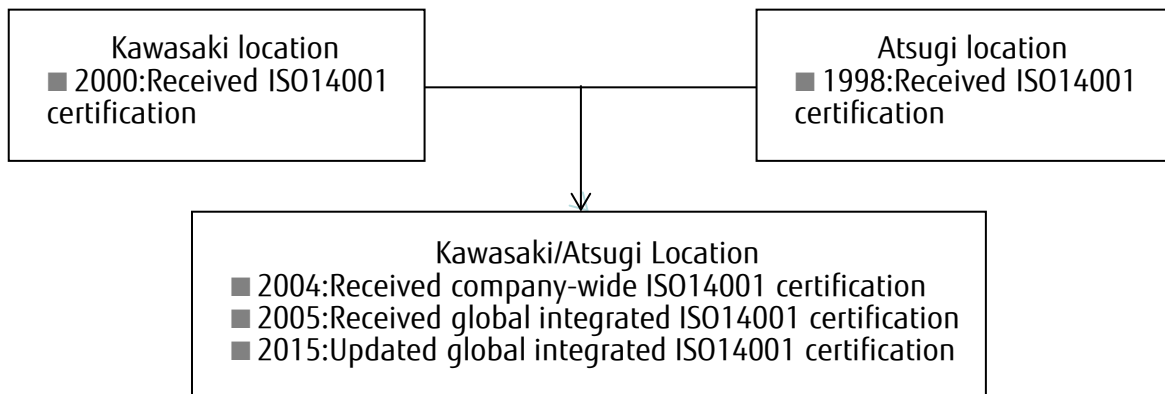 Kawasaki location
■ 2000:Received ISO14001
certification
Atsugi location
■ 1998:Received ISO14001
certification
Kawasaki/Atsugi Location
■ 2004:Received company-wide ISO14001 certification
■ 2005:Received global integrated ISO14001 certification
■ 2015:Updated global integrated ISO14001 certification